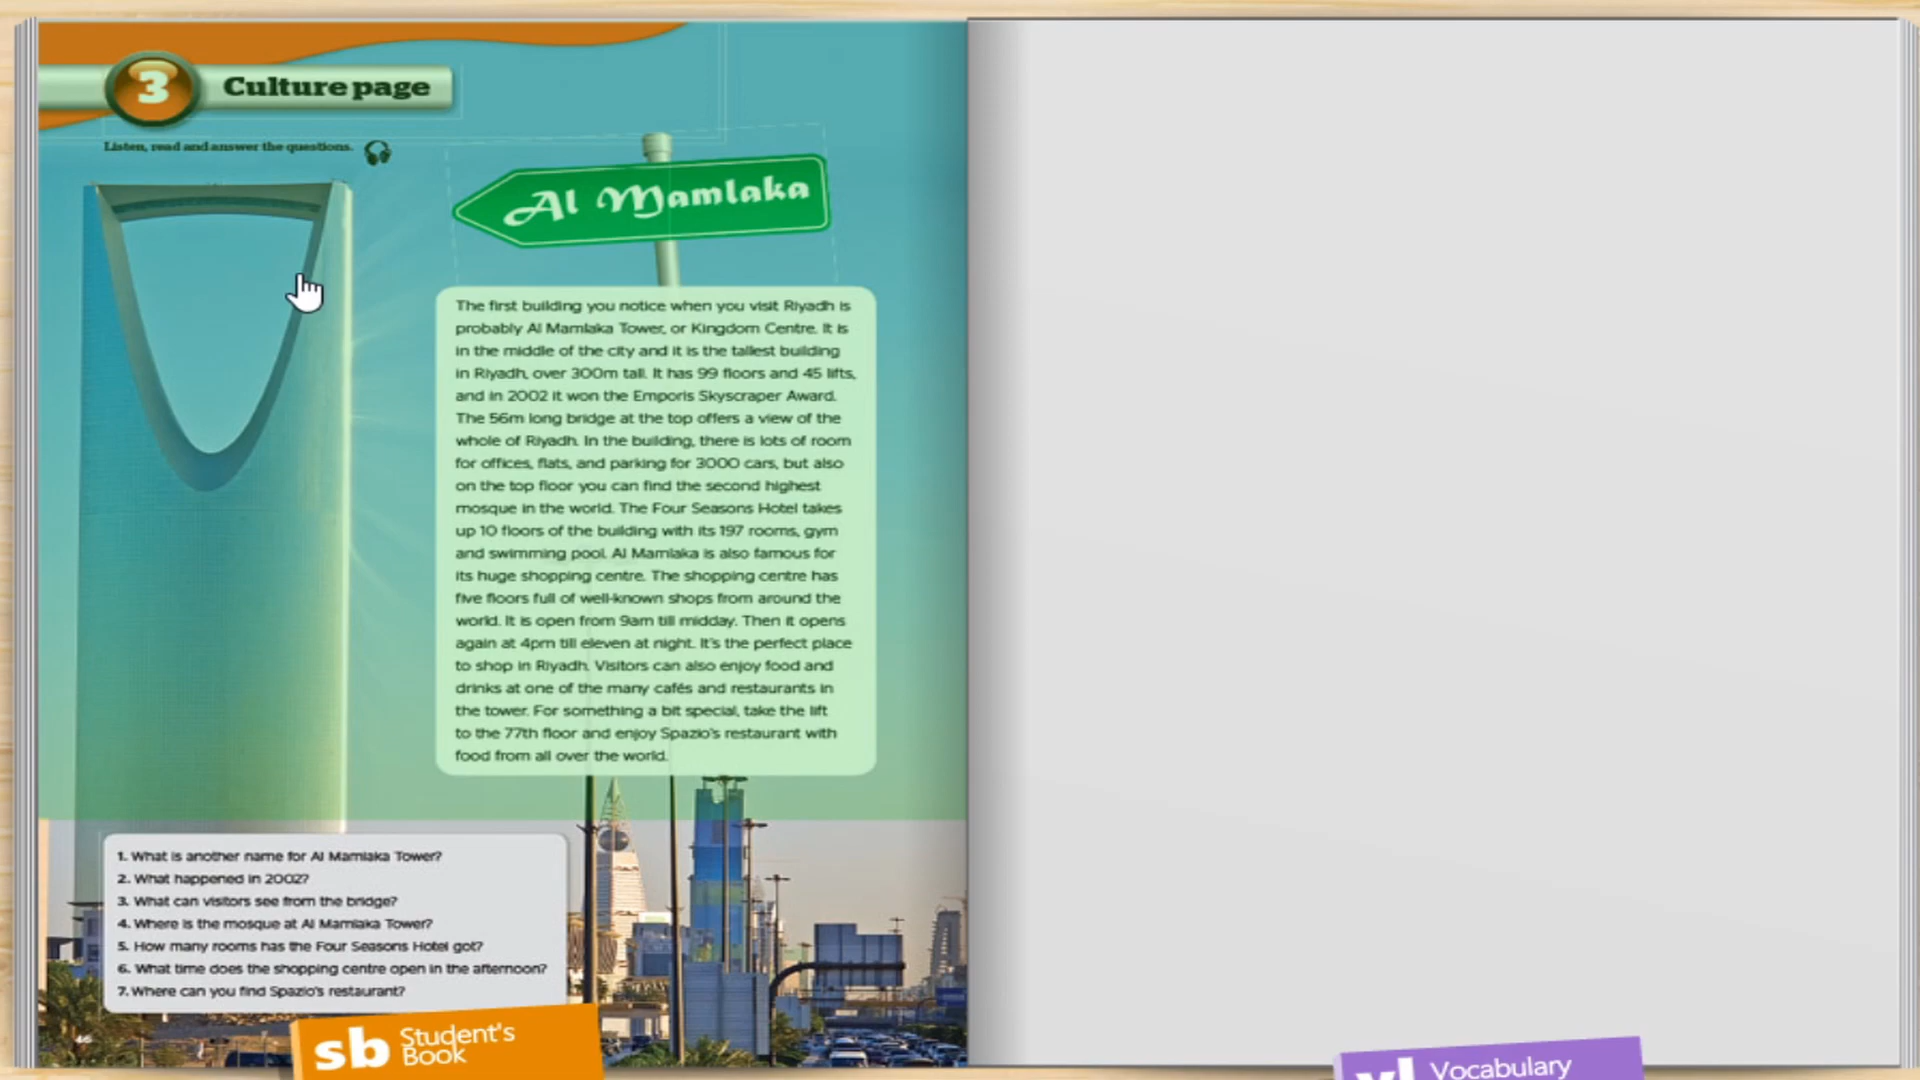 3 Culture page
Listen, read and answer the questions.
Al Mamlaka
The first building you notice when you visit Riyadh is
probably Al Mamlaka Tower, or Kingdom Centre. It is
in the middle of the city and it is the tallest building
in Riyadh, over 300m tall. It has 99 floors and 45 lifts,
and in 2002 it won the Emporis Skyscraper Award.
The 56m long bridge at the top offers a view of the
whole of Riyadh. In the building, there is lots of room
for offices, flats, and parking for 3000 cars, but also
on the top floor you can find the second highest
mosque in the world. The Four Seasons Hotel takes
up 10 floors of the building with its 197 rooms, gym
and swimming pool. Al Mamlaka is also famous for
its huge shopping centre. The shopping centre has
five floors full of well-known shops from around the
world. It is open from 9am till midday. Then it opens
again at 4pm till eleven at night. It's the perfect place
to shop in Riyadh. Visitors can also enjoy food and
drinks at one of the many cafés and restaurants in
the tower. For something a bit special, take the lift
to the 77th floor and enjoy Spazio's restaurant with
food from all over the world.
1. What is another name for Al Mamlaka Tower?
2. What happened in 2002?
3. What can visitors see from the bridge?
4. Where is the mosque at Al Mamlaka Tower?
5. How many rooms has the Four Seasons Hotel got?
6. What time does the shopping centre open in the afternoon?
7. Where can you find Spazio's restaurant?
46
sb Student's
Book
vl Vocabulary